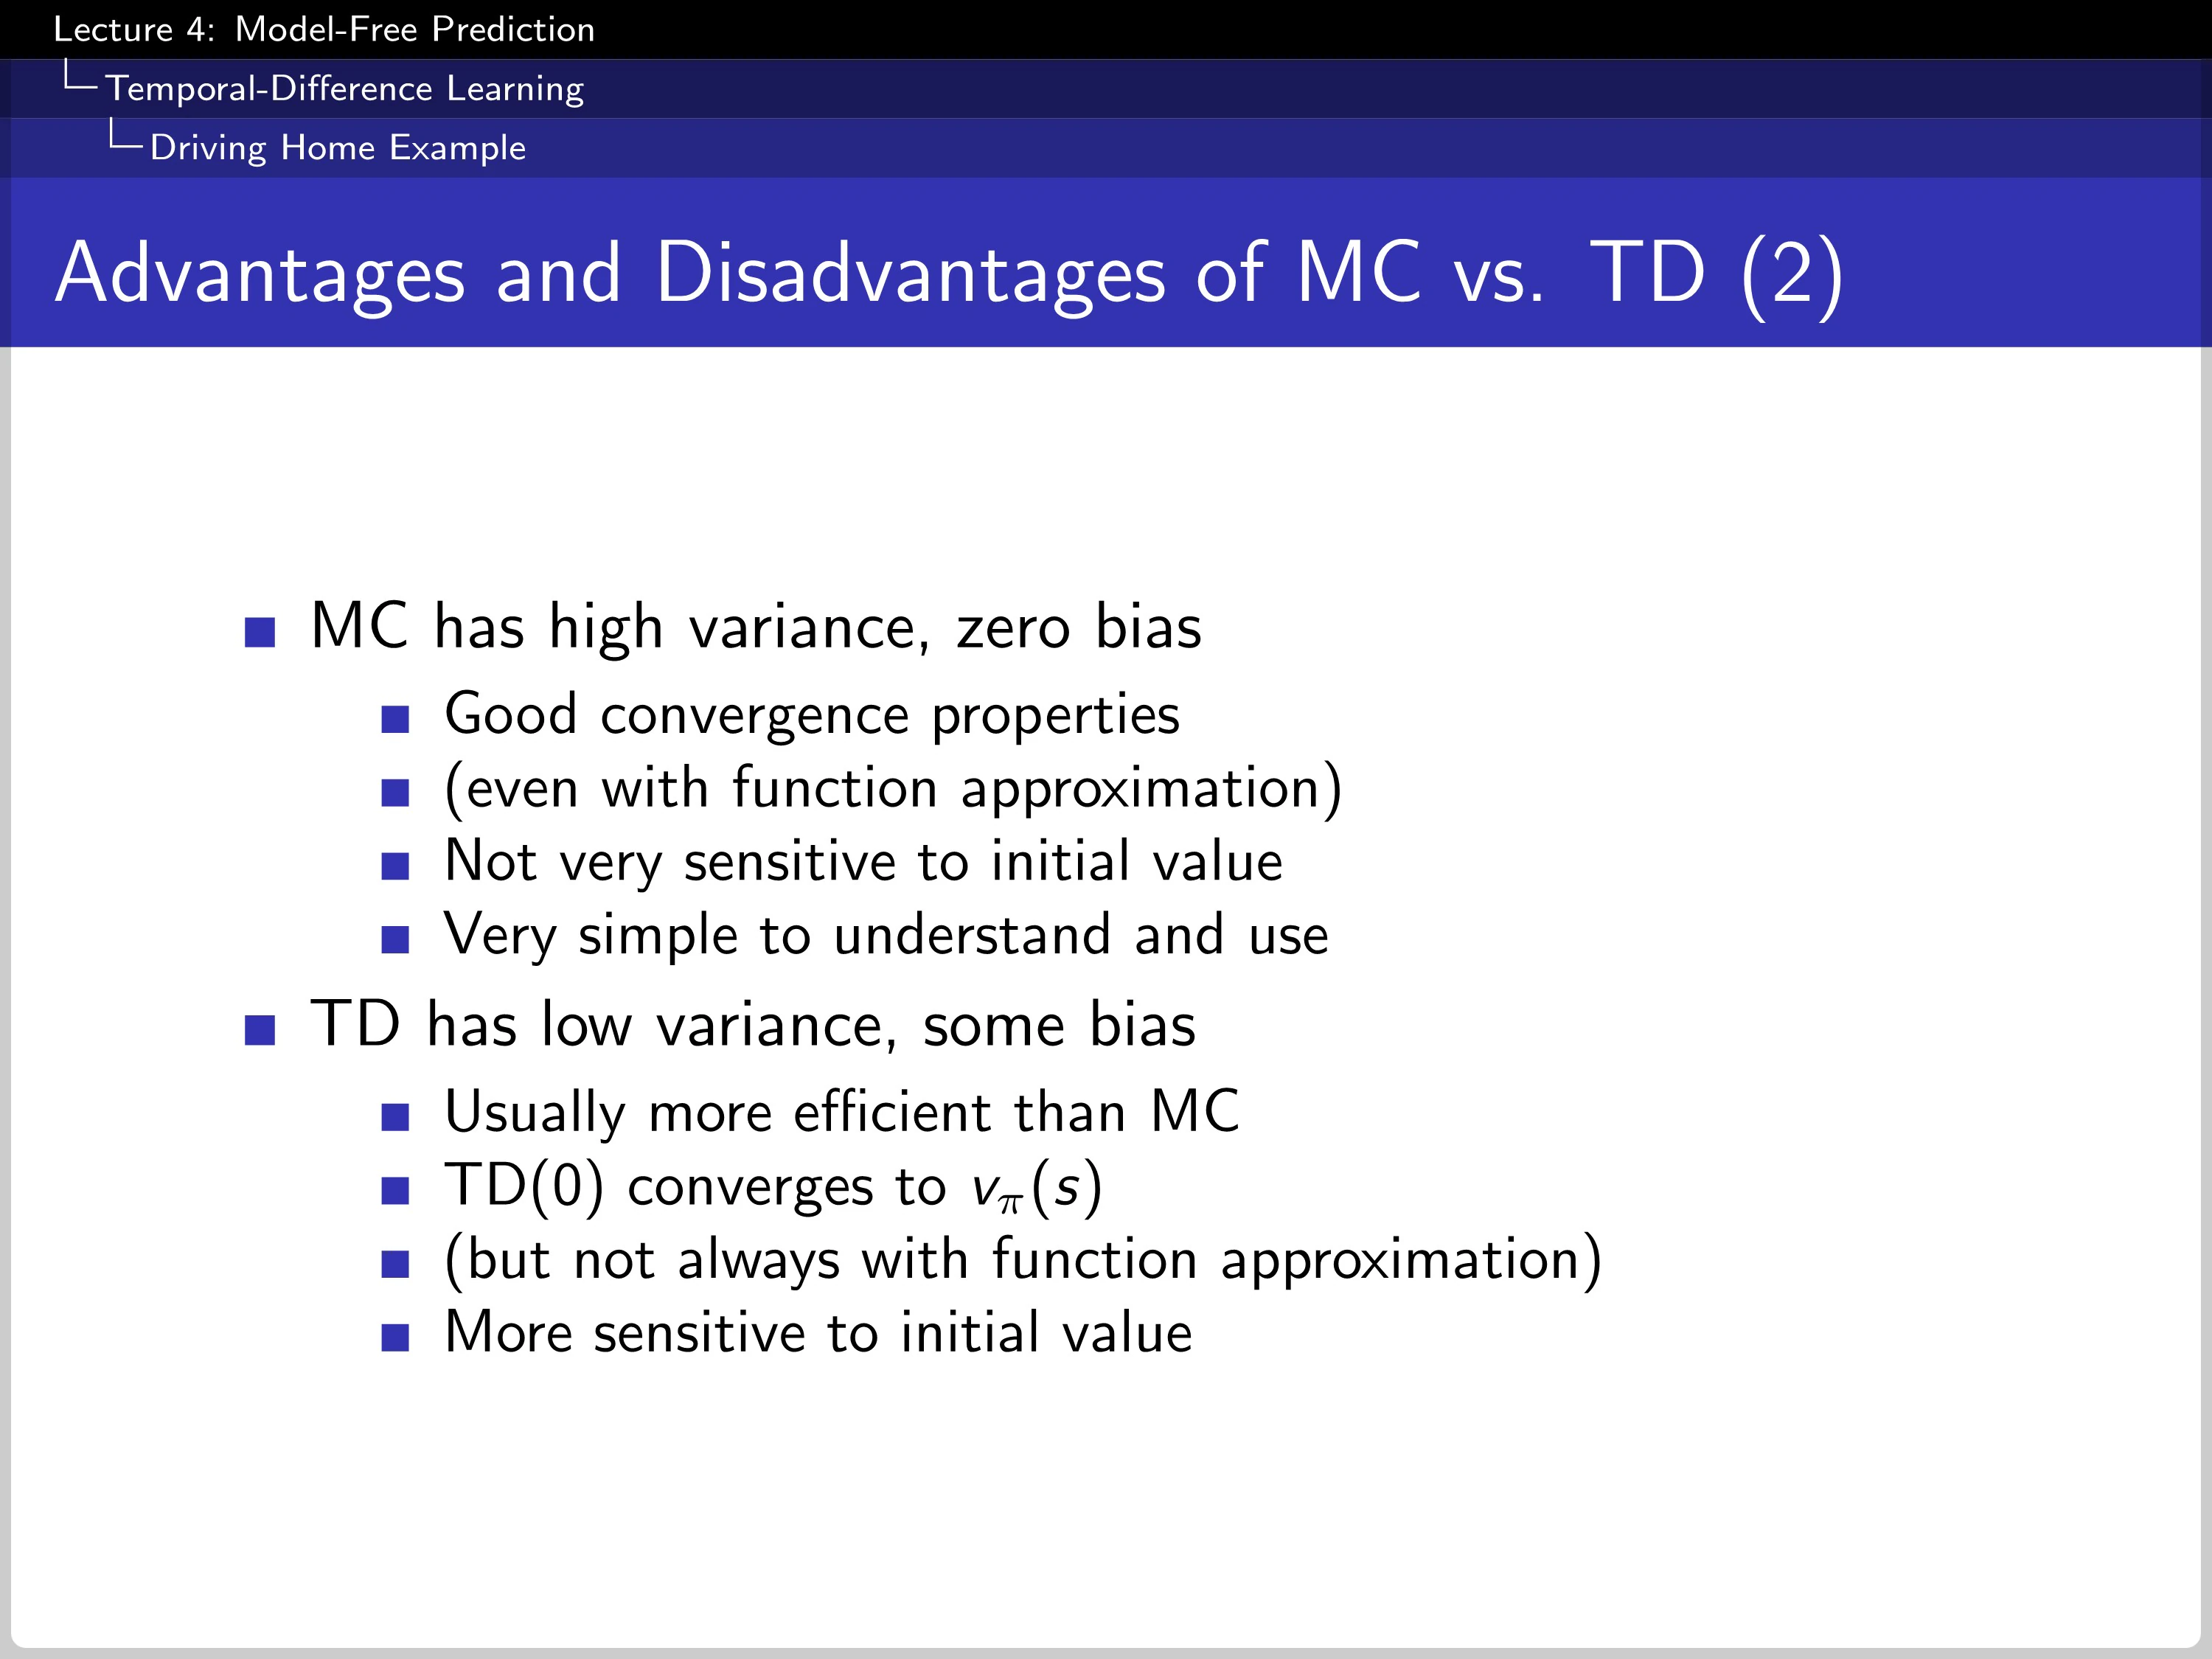 Lecture 4: Model-Free Prediction
Temporal-Difference Learning
Driving Home Example
Advantages and Disadvantages of MC vs. TD (2)
MC has high variance, zero bias
Good convergence properties
(even with function approximation)
Not very sensitive to initial value
Very simple to understand and use
TD has low variance, some bias
Usually more efficient than MC
TD(0) converges to vπ(s)
(but not always with function approximation)
More sensitive to initial value